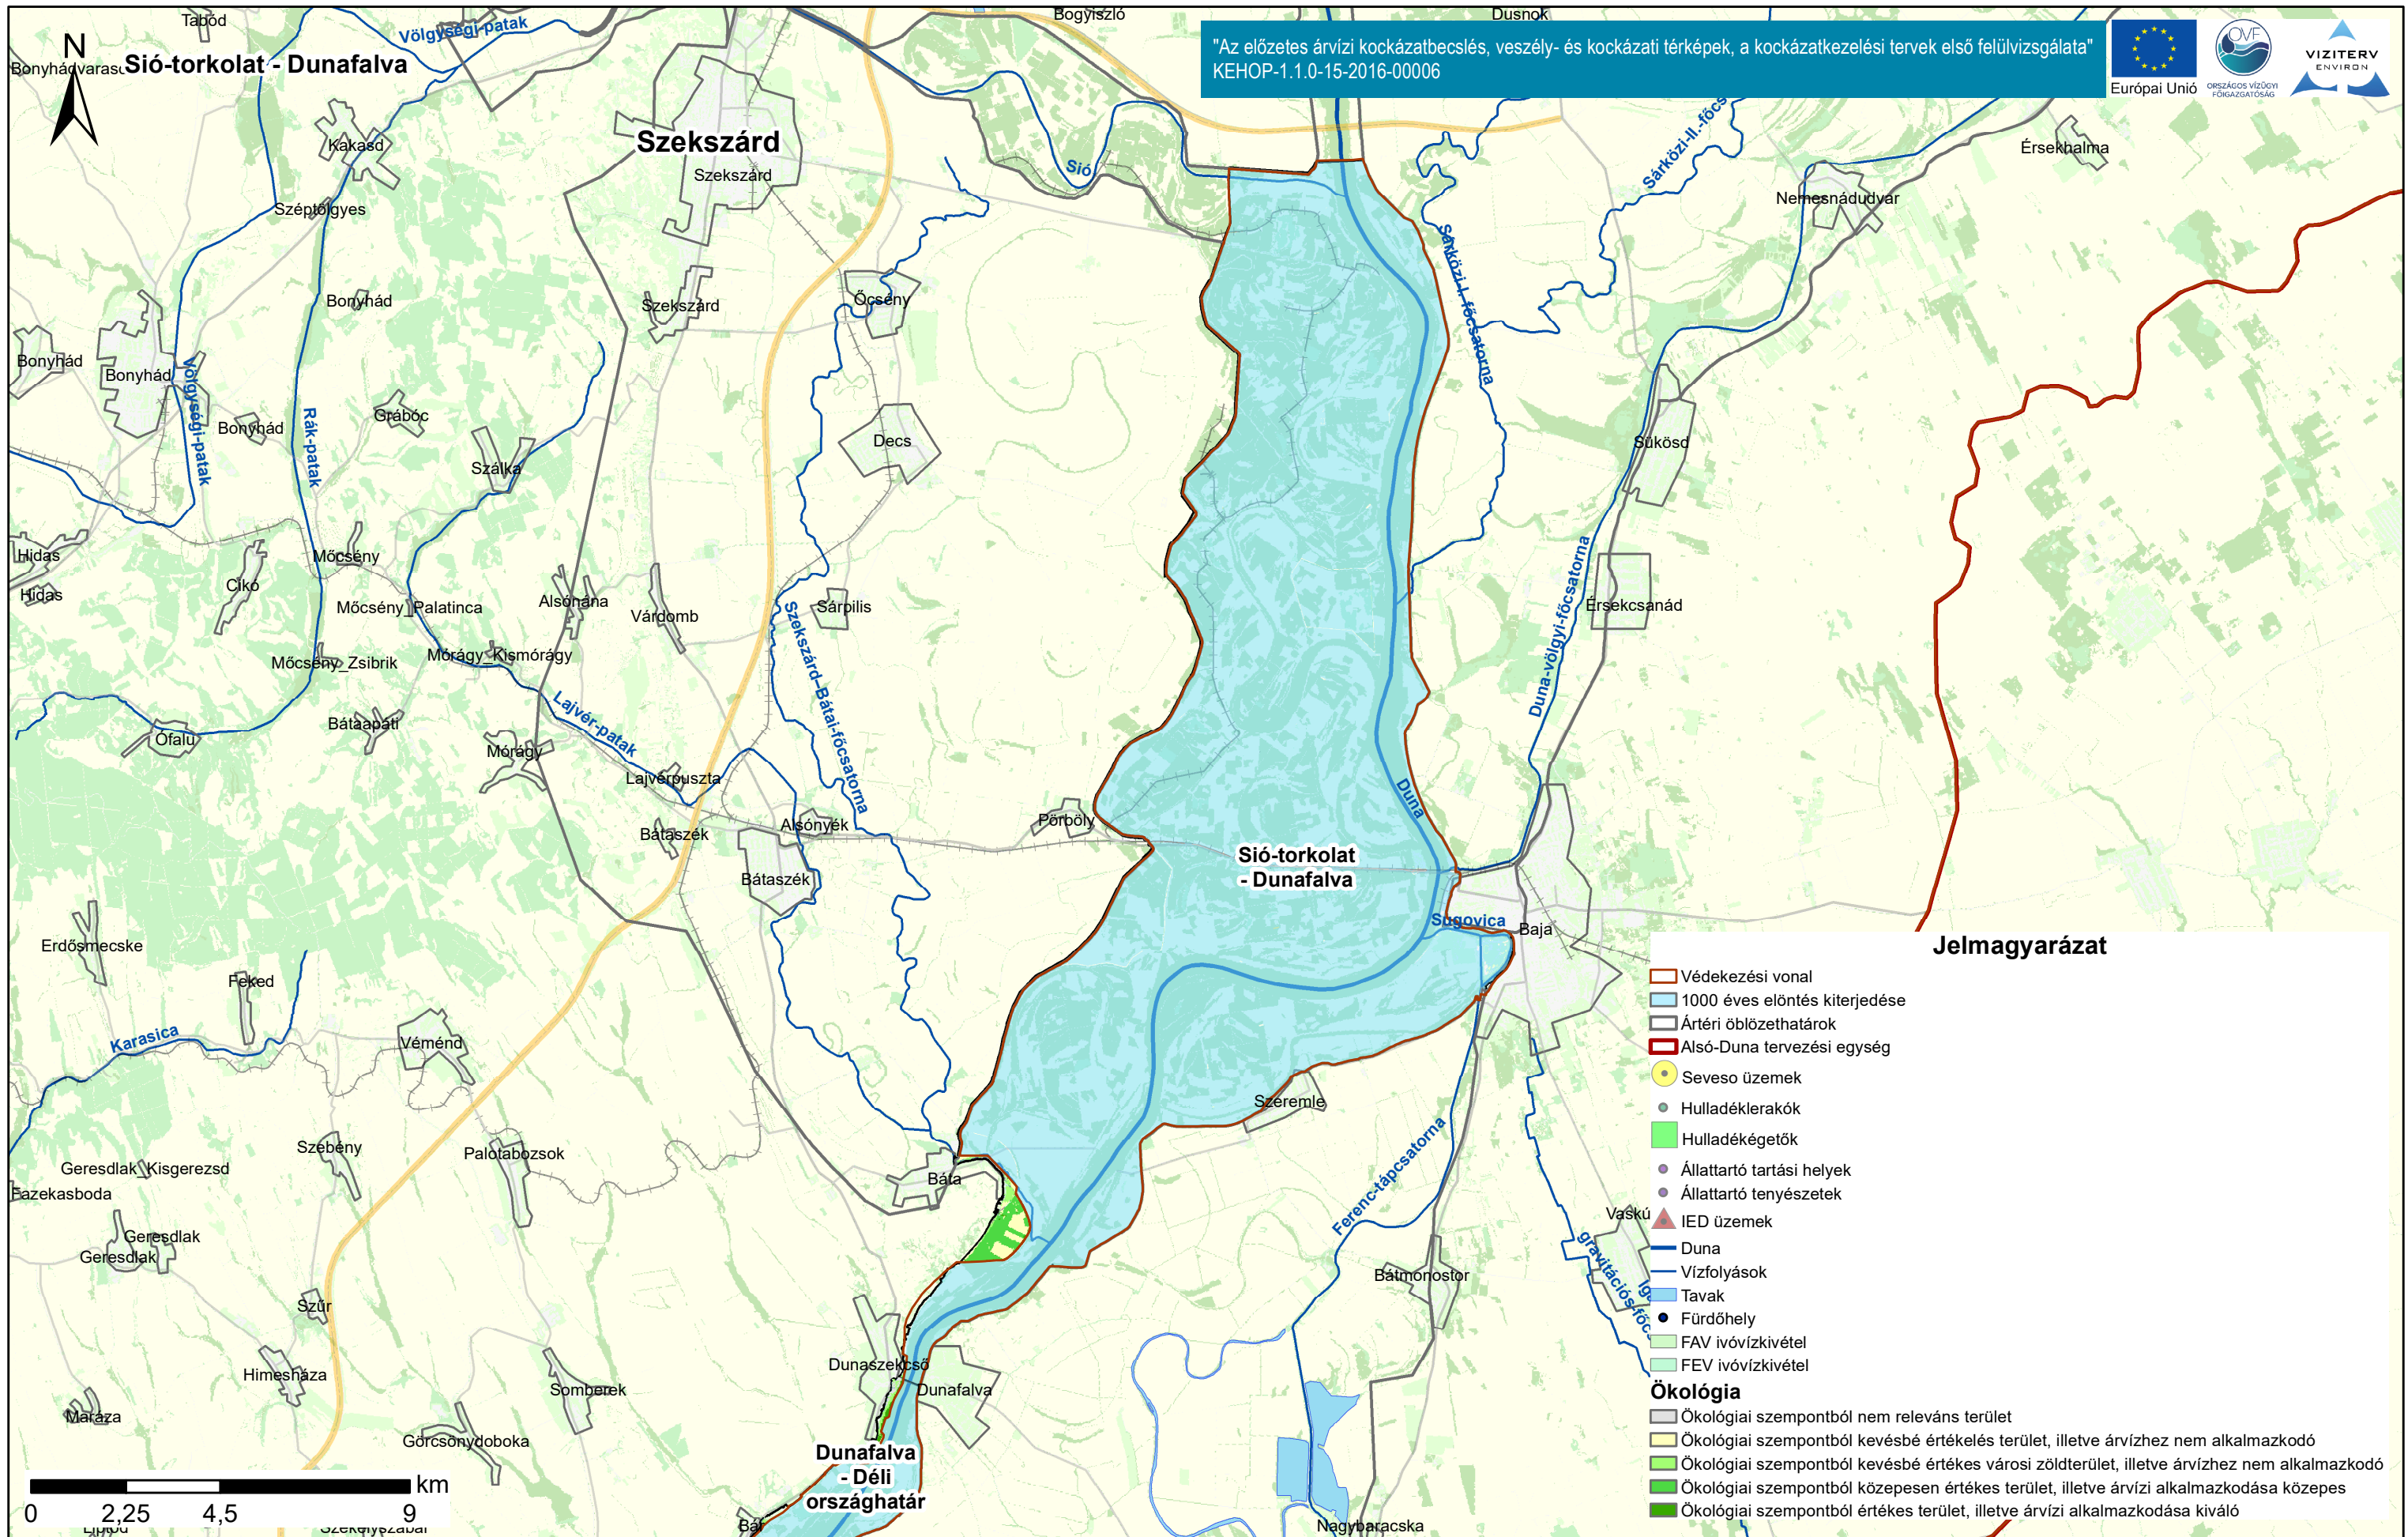 N
Sió-torkolat - Dunafalva
"Az előzetes árvízi kockázatbecslés, veszély- és kockázati térképek, a kockázatkezelési tervek első felülvizsgálata"
KEHOP-1.1.0-15-2016-00006
Európai Unió
OVF
ORSZÁGOS VÍZÜGYI
FŐIGAZGATÓSÁG
VIZITERV
ENVIRON
Tabód
Völgységi-patak
Bogyiszló
Dusnok
Kakasd
Szekszárd
Szekszárd
Sió
Sárközi-I.-főcsatorna
Érsekhalma
Nemesnádudvar
Széptölgyes
Bonyhád
Szekszárd
Őcsény
Bonyhád
Bonyhád
Völgységi-patak
Bonyhád
Rák-patak
Grábóc
Szálka
Decs
Sükösd
Hidas
Hidas
Cikó
Mőcsény
Mőcsény_Palatinca
Alsónána
Várdomb
Sárpilis
Érsekcsanád
Duna-völgyi-főcsatorna
Szekszárd–Bátai-főcsatorna
Mőcsény_Zsibrik
Mórágy_Kismórágy
Lajvér-patak
Ófalu
Bátaapáti
Mórágy
Lajvérpuszta
Duna
Bátaszék
Alsónyék
Pörböly
Bátaszék
Sió-torkolat
- Dunafalva
Sugovica
Baja
Erdősmecske
Feked
Karasica
Véménd
Szeremle
Szebény
Palotabozsok
Báta
Ferenc-tápcsatorna
Geresdlak_Kisgerezsd
Fazekasboda
Geresdlak
Geresdlak
Bátmonostor
Szűr
Himesháza
Somberek
Dunaszekcső
Dunafalva
Maráza
Görcsönydoboka
Dunafalva
- Déli
országhatár
Bár
Nagybaracska
km
0 2,25 4,5 9
Jelmagyarázat
Védekezési vonal
1000 éves elöntés kiterjedése
Ártéri öblözethatárok
Alsó-Duna tervezési egység
Seveso üzemek
Hulladéklerakók
Hulladékégetők
Állattartó tartási helyek
Állattartó tenyészetek
IED üzemek
Duna
Vízfolyások
Tavak
Fürdőhely
FAV ivóvízkivétel
FEV ivóvízkivétel
Ökológia
Ökológiai szempontból nem releváns terület
Ökológiai szempontból kevésbé értékelés terület, illetve árvízhez nem alkalmazkodó
Ökológiai szempontból kevésbé értékes városi zöldterület, illetve árvízhez nem alkalmazkodó
Ökológiai szempontból közepesen értékes terület, illetve árvízi alkalmazkodása közepes
Ökológiai szempontból értékes terület, illetve árvízi alkalmazkodása kiváló